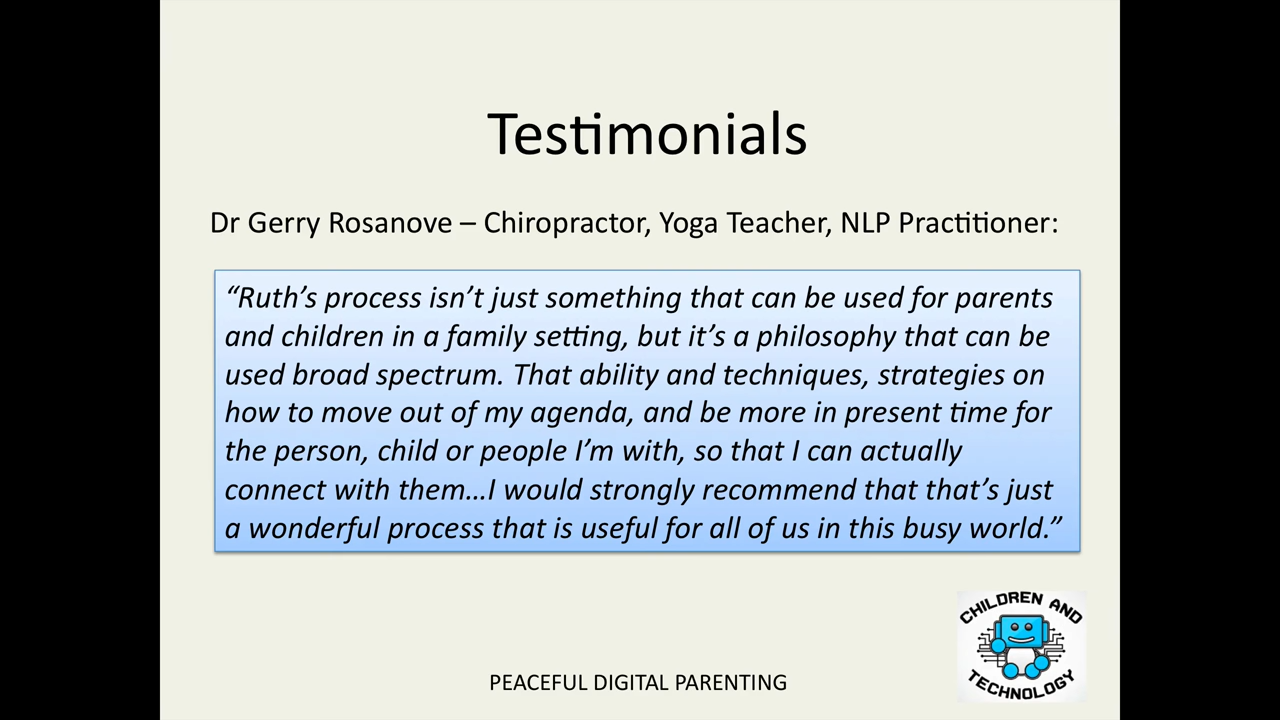 Testimonials
Dr Gerry Rosanove – Chiropractor, Yoga Teacher, NLP Practitioner:
“Ruth’s process isn’t just something that can be used for parents
and children in a family setting, but it’s a philosophy that can be
used broad spectrum. That ability and techniques, strategies on
how to move out of my agenda, and be more in present time for
the person, child or people I’m with, so that I can actually
connect with them…I would strongly recommend that that’s just
a wonderful process that is useful for all of us in this busy world.”
CHILDREN AND
TECHNOLOGY
PEACEFUL DIGITAL PARENTING